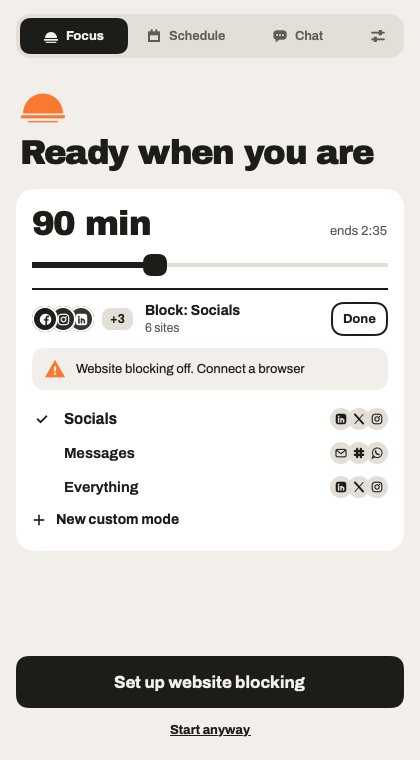 Focus
Schedule
Chat
Ready when you are
90 min
ends 2:35
+3
Block: Socials
6 sites
Done
Website blocking off. Connect a browser
Socials
Messages
Everything
New custom mode
Set up website blocking
Start anyway